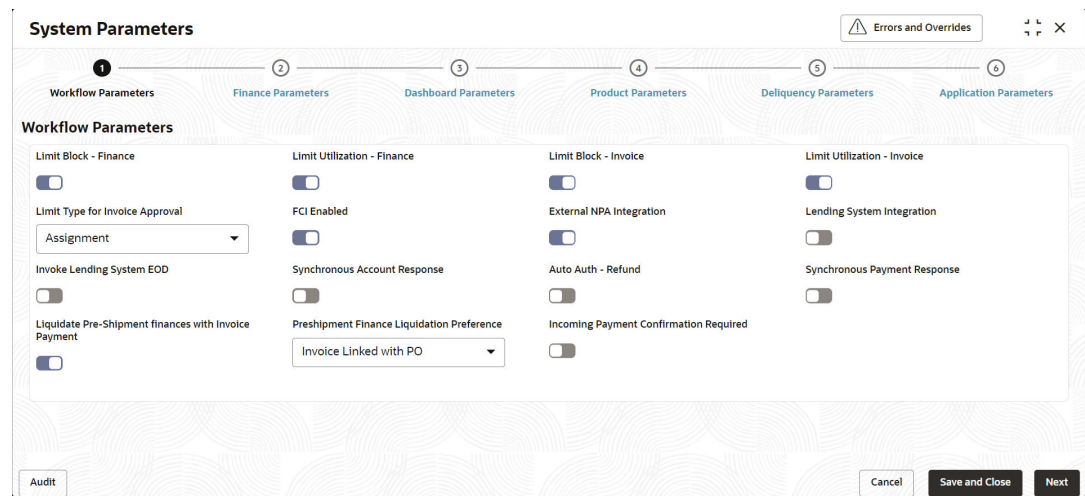 System Parameters
Errors and Overrides
1
2
3
4
5
6
Workflow Parameters
Finance Parameters
Dashboard Parameters
Product Parameters
Deliquency Parameters
Application Parameters
Workflow Parameters
Limit Block - Finance
Limit Utilization - Finance
Limit Block - Invoice
Limit Utilization - Invoice
Limit Type for Invoice Approval
FCI Enabled
External NPA Integration
Lending System Integration
Assignment
Invoke Lending System EOD
Synchronous Account Response
Auto Auth - Refund
Synchronous Payment Response
Liquidate Pre-Shipment finances with Invoice
Payment
Preshipment Finance Liquidation Preference
Incoming Payment Confirmation Required
Invoice Linked with PO
Audit
Cancel
Save and Close
Next